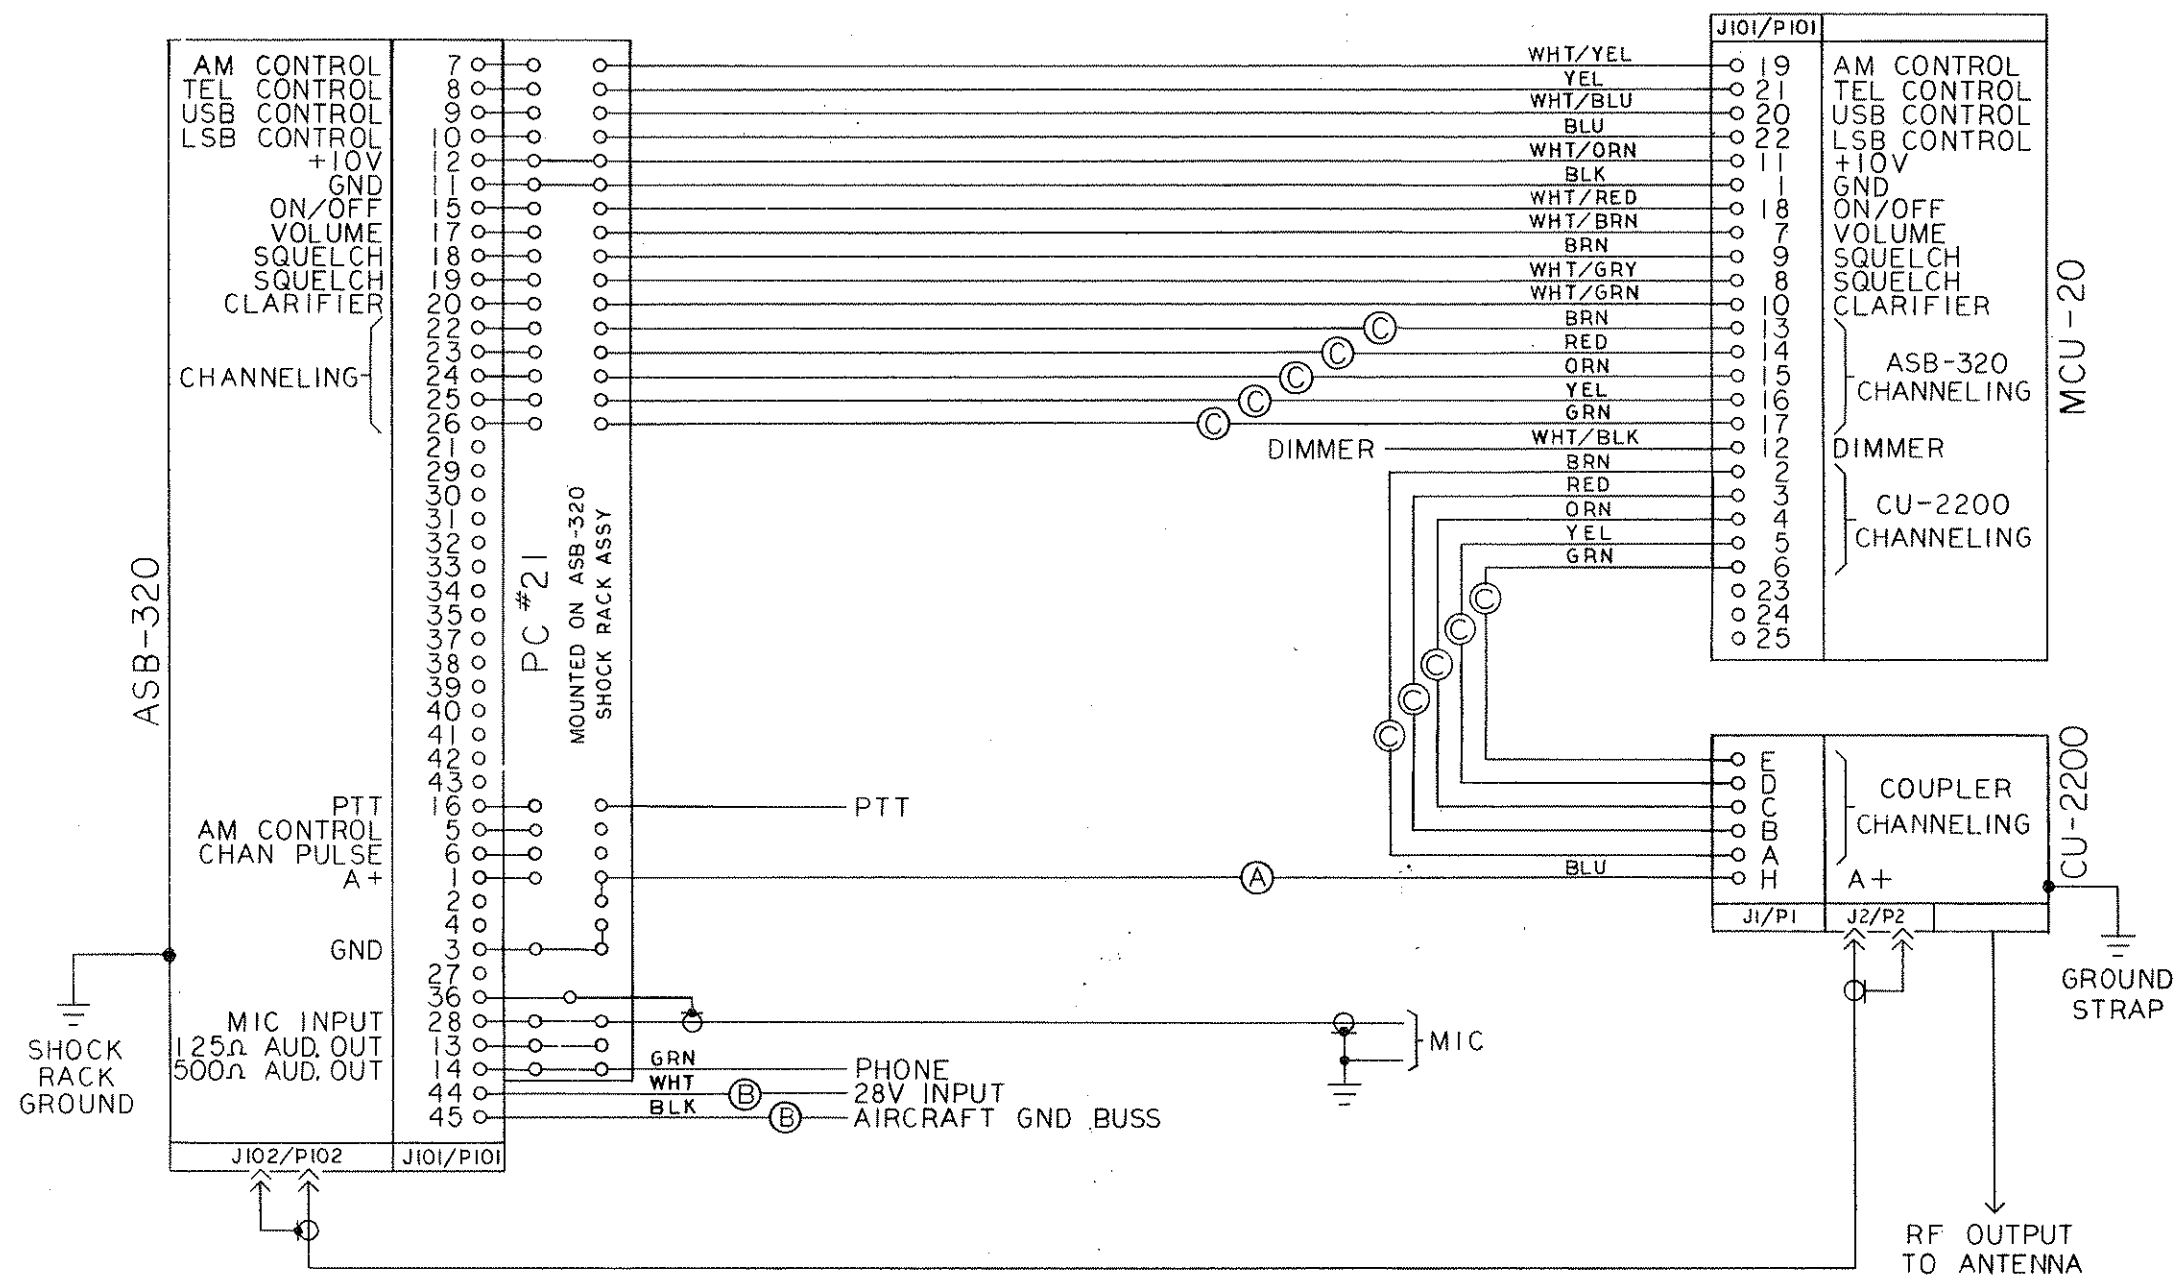 ASB-320
AM CONTROL 7
TEL CONTROL 8
USB CONTROL 9
LSB CONTROL 10
+10V 12
GND 11
ON/OFF 15
VOLUME 17
SQUELCH 18
SQUELCH 19
CLARIFIER 20
CHANNELING
22
23
24
25
26
21
29
30
31
32
33
34
35
37
38
39
40
41
42
43
PTT 16
AM CONTROL 5
CHAN PULSE 6
A+ 1
2
4
GND 3
27
36
MIC INPUT 28
125Ω AUD. OUT 13
500Ω AUD. OUT 14
44
45
J102/P102
J101/P101
SHOCK
RACK
GROUND
PC #21
MOUNTED ON ASB-320
SHOCK RACK ASSY
PTT
A
MIC
GRN PHONE
WHT B 28V INPUT
BLK B AIRCRAFT GND BUSS
J101/P101
WHT/YEL 19 AM CONTROL
YEL 21 TEL CONTROL
WHT/BLU 20 USB CONTROL
BLU 22 LSB CONTROL
WHT/ORN 11 +10V
BLK 1 GND
WHT/RED 18 ON/OFF
WHT/BRN 7 VOLUME
BRN 9 SQUELCH
WHT/GRY 8 SQUELCH
WHT/GRN 10 CLARIFIER
C BRN 13
C RED 14
C ORN 15
C YEL 16
C GRN 17
ASB-320
CHANNELING
DIMMER WHT/BLK 12 DIMMER
BRN 2
RED 3
ORN 4
YEL 5
GRN 6
CU-2200
CHANNELING
23
24
25
MCU-20
C
C
C
C
C
E
D
C
B
A
BLU H A+
COUPLER
CHANNELING
J1/P1
J2/P2
CU-2200
GROUND
STRAP
RF OUTPUT
TO ANTENNA